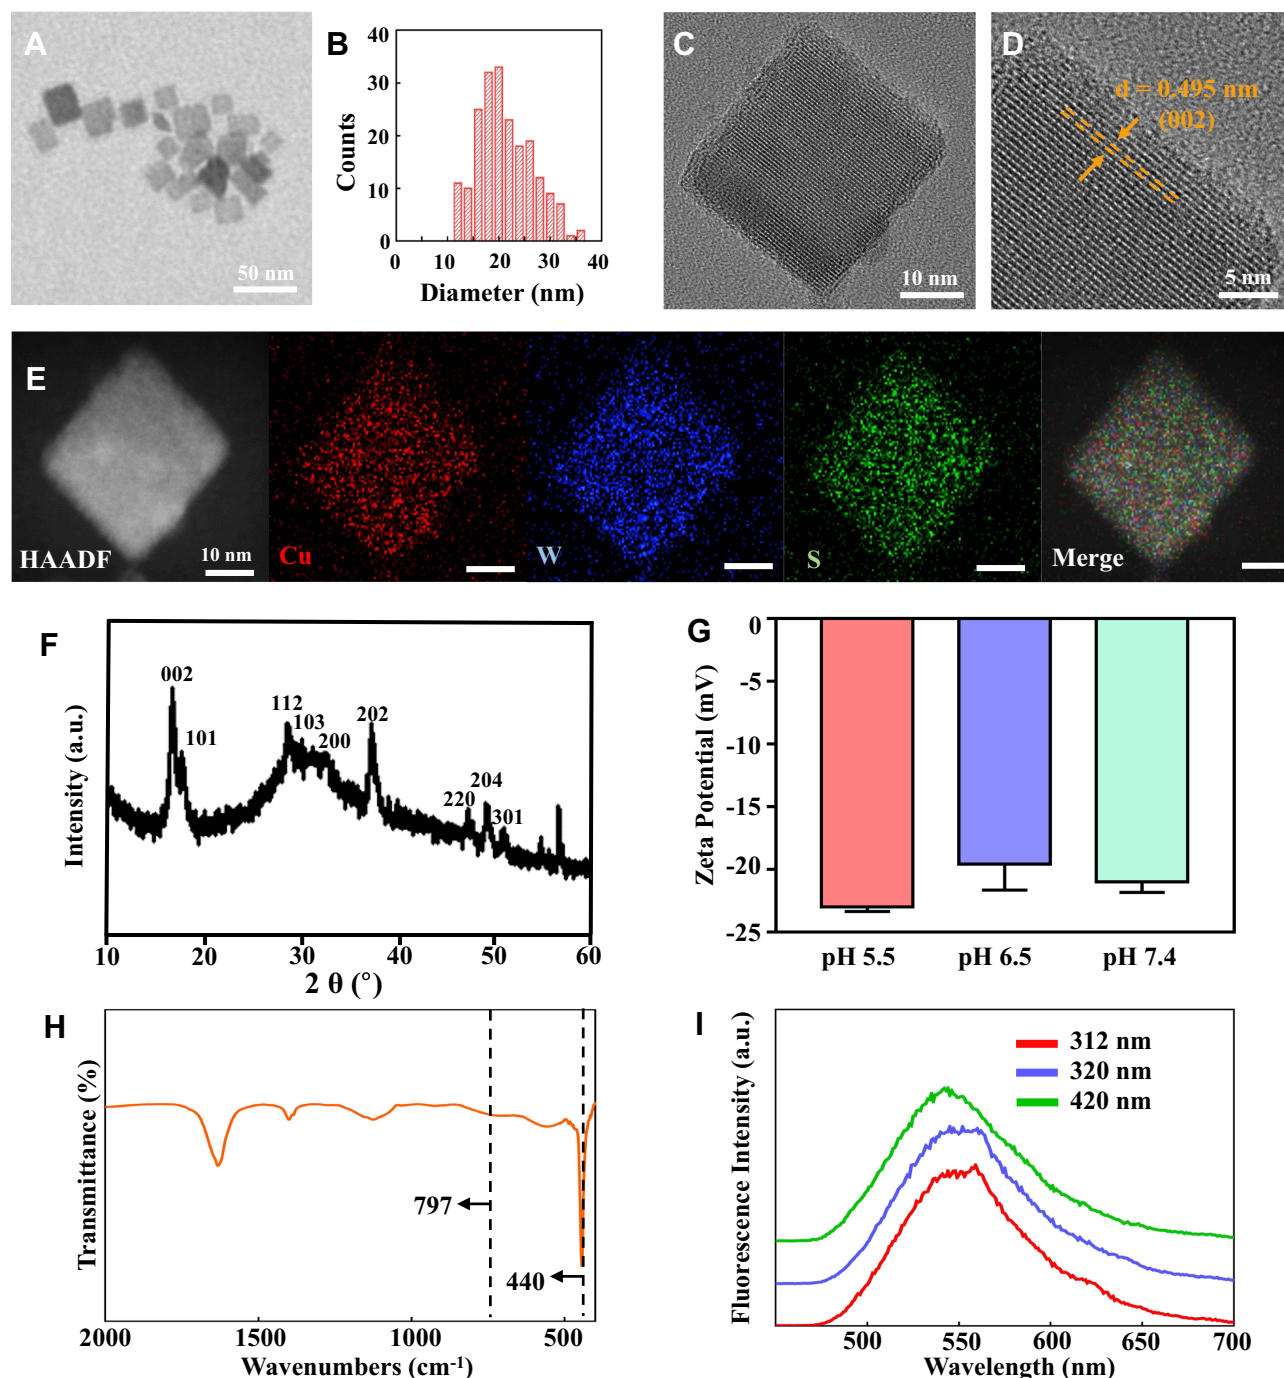 A
50 nm
B
40
30
20
10
0
Counts
0 10 20 30 40
Diameter (nm)
C
10 nm
D
d = 0.495 nm
(002)
5 nm
E
HAADF
10 nm
Cu
W
S
Merge
F
002
101
112
103
200
202
220
204
301
Intensity (a.u.)
10 20 30 40 50 60
2 θ (°)
G
0
-5
-10
-15
-20
-25
Zeta Potential (mV)
pH 5.5 pH 6.5 pH 7.4
H
Transmittance (%)
797
440
2000 1500 1000 500
Wavenumbers (cm⁻¹)
I
312 nm
320 nm
420 nm
Fluorescence Intensity (a.u.)
500 550 600 650 700
Wavelength (nm)